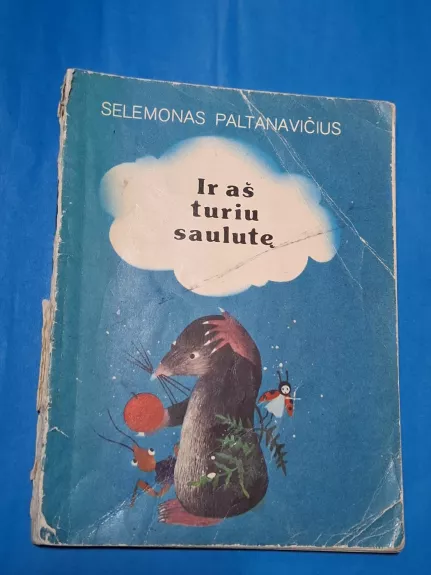 SELEMONAS PALTANAVIČIUS
Ir aš
turiu
saulutę